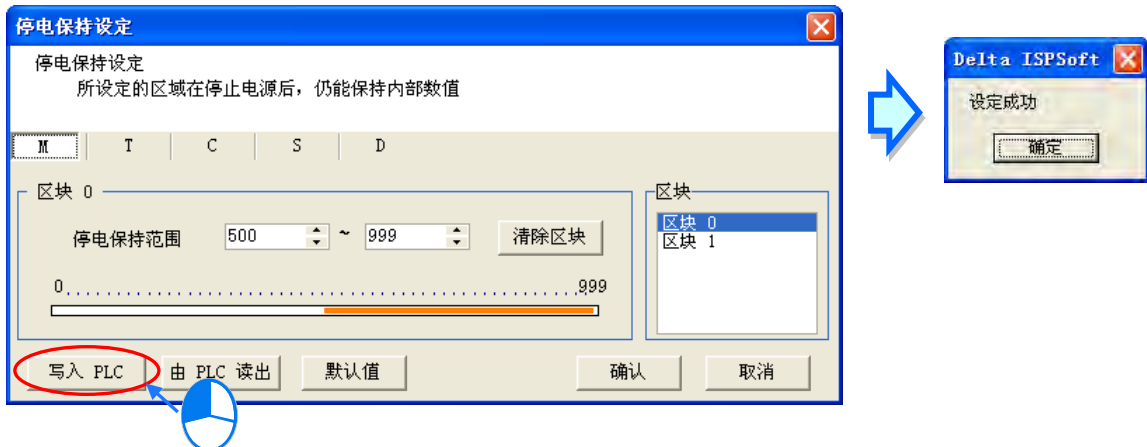 停电保持设定
停电保持设定
所设定的区域在停止电源后，仍能保持内部数值
M T C S D
区块 0
停电保持范围 500 ~ 999 清除区块
0 999
区块
区块 0
区块 1
写入 PLC 由 PLC 读出 默认值 确认 取消
Delta ISPSoft
设定成功
确定